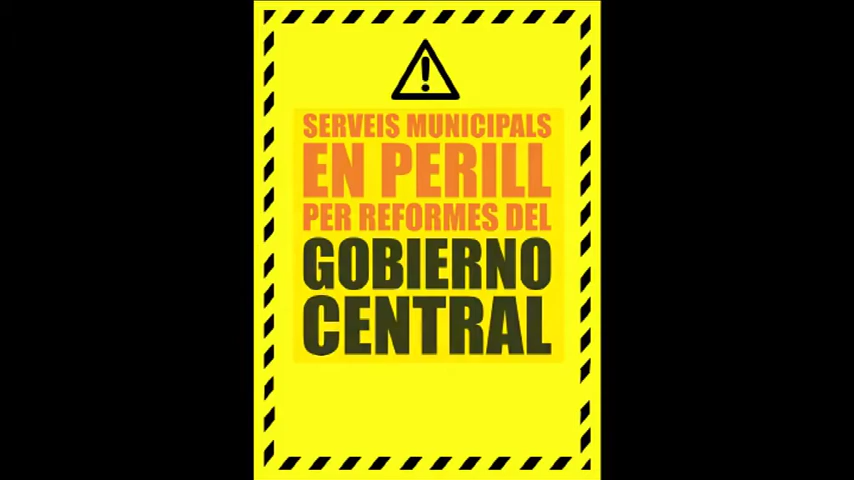 SERVEIS MUNICIPALS
EN PERILL
PER REFORMES DEL
GOBIERNO
CENTRAL